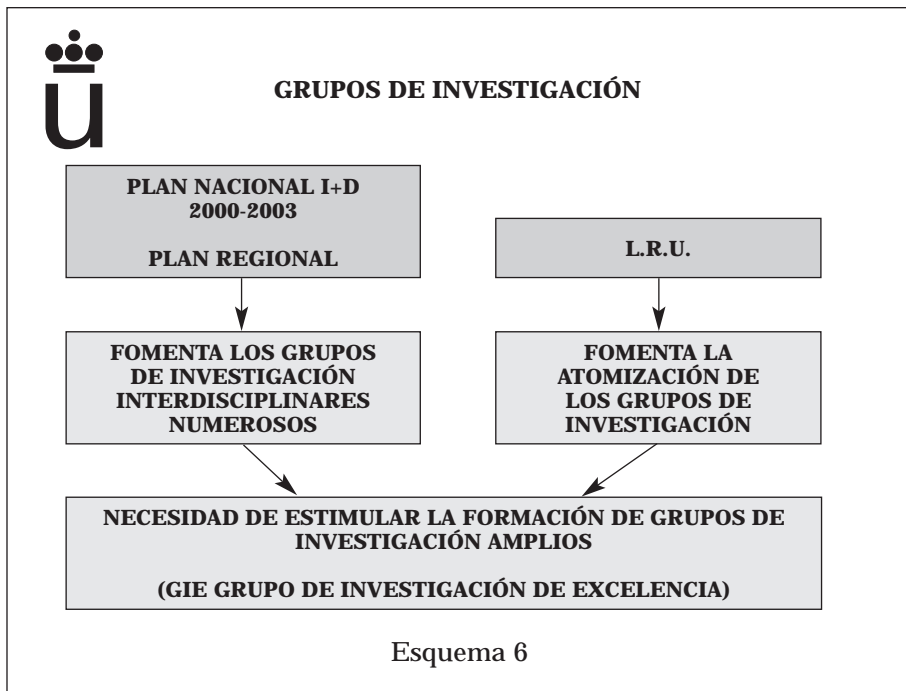 ü
GRUPOS DE INVESTIGACIÓN
PLAN NACIONAL I+D
2000-2003
PLAN REGIONAL
L.R.U.
FOMENTA LOS GRUPOS
DE INVESTIGACIÓN
INTERDISCIPLINARES
NUMEROSOS
FOMENTA LA
ATOMIZACIÓN DE
LOS GRUPOS DE
INVESTIGACIÓN
NECESIDAD DE ESTIMULAR LA FORMACIÓN DE GRUPOS DE
INVESTIGACIÓN AMPLIOS
(GIE GRUPO DE INVESTIGACIÓN DE EXCELENCIA)
Esquema 6